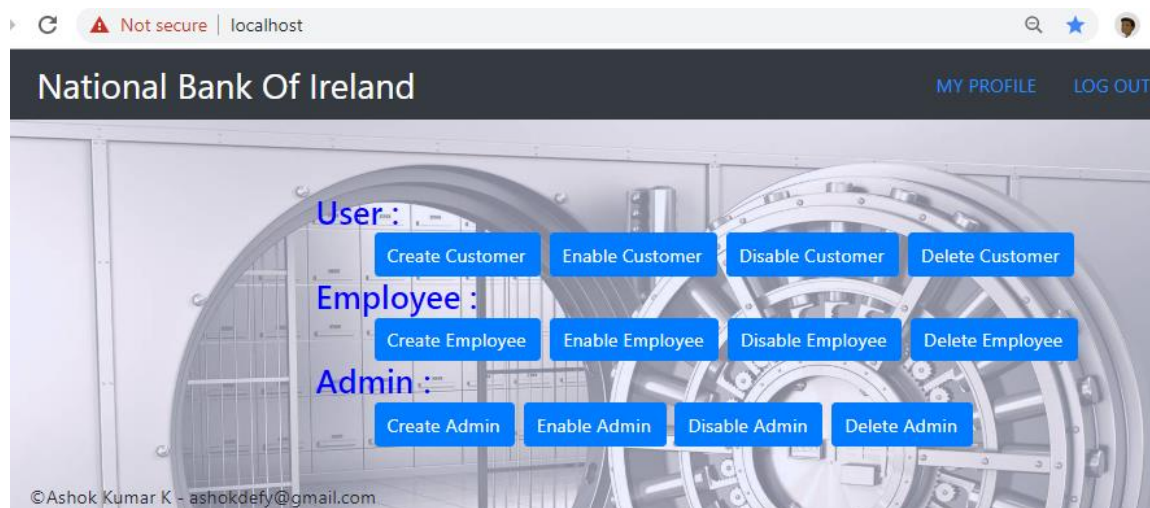 Not secure | localhost
National Bank Of Ireland MY PROFILE LOG OUT
User :
Create Customer Enable Customer Disable Customer Delete Customer
Employee :
Create Employee Enable Employee Disable Employee Delete Employee
Admin :
Create Admin Enable Admin Disable Admin Delete Admin
©Ashok Kumar K - ashokdefy@gmail.com